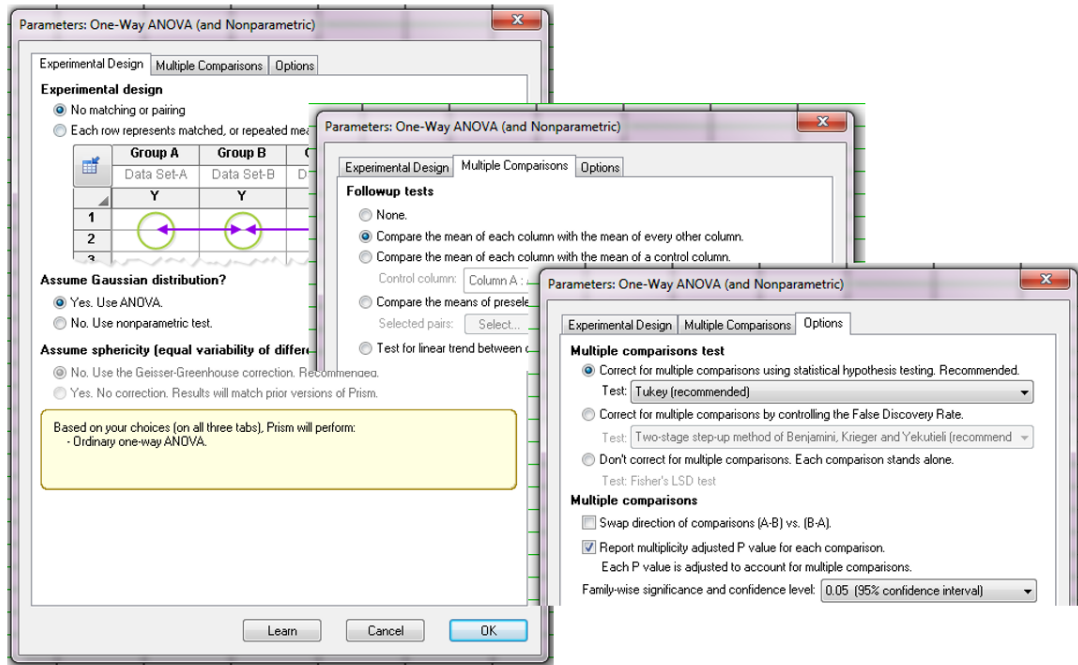 Parameters: One-Way ANOVA (and Nonparametric)
Experimental Design Multiple Comparisons Options
Experimental design
No matching or pairing
Each row represents matched, or repeated
Group A Group B
Data Set-A Data Set-B
Y Y
1
2
3
Assume Gaussian distribution?
Yes. Use ANOVA.
No. Use nonparametric test.
Assume sphericity (equal variability of
No. Use the Geisser-Greenhouse correction. Recommended.
Yes. No correction. Results will match prior versions of Prism.
Based on your choices (on all three tabs), Prism will perform:
- Ordinary one-way ANOVA.
Learn Cancel OK
Parameters: One-Way ANOVA (and Nonparametric)
Experimental Design Multiple Comparisons Options
Followup tests
None.
Compare the mean of each column with the mean of every other column.
Compare the mean of each column with the mean of a control column.
Control column: Column A :
Compare the means of
Selected pairs: Select...
Test for linear trend between
Parameters: One-Way ANOVA (and Nonparametric)
Experimental Design Multiple Comparisons Options
Multiple comparisons test
Correct for multiple comparisons using statistical hypothesis testing. Recommended.
Test: Tukey (recommended)
Correct for multiple comparisons by controlling the False Discovery Rate.
Test: Two-stage step-up method of Benjamini, Krieger and Yekutieli (recommend
Don't correct for multiple comparisons. Each comparison stands alone.
Test: Fisher's LSD test
Multiple comparisons
Swap direction of comparisons (A-B) vs. (B-A).
Report multiplicity adjusted P value for each comparison.
Each P value is adjusted to account for multiple comparisons.
Family-wise significance and confidence level: 0.05 (95% confidence interval)